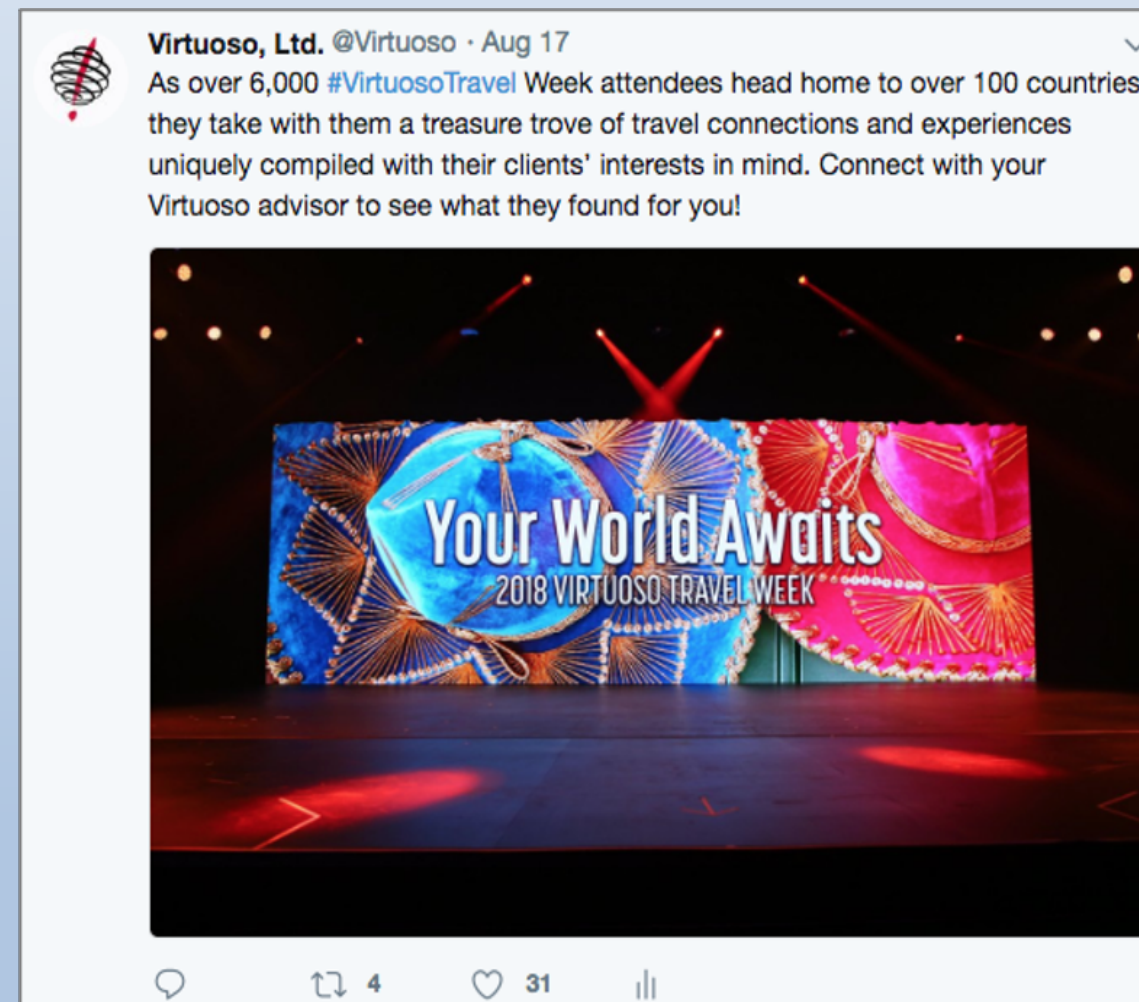 Virtuoso, Ltd. @Virtuoso · Aug 17
As over 6,000 #VirtuosoTravel Week attendees head home to over 100 countries
they take with them a treasure trove of travel connections and experiences
uniquely compiled with their clients' interests in mind. Connect with your
Virtuoso advisor to see what they found for you!
Your World Awaits
2018 VIRTUOSO TRAVEL WEEK
4 31